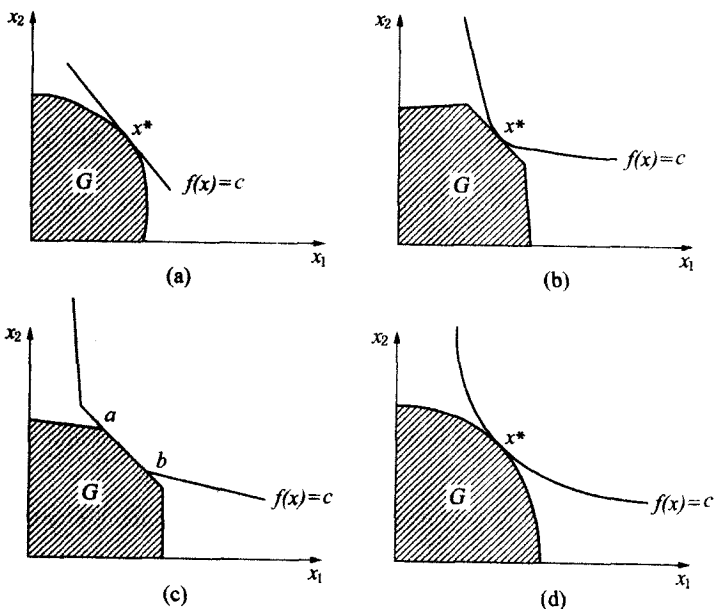 x₂
x*
G
f(x)=c
x₁
(a)
x₂
x*
G
f(x)=c
x₁
(b)
x₂
a
b
G
f(x)=c
x₁
(c)
x₂
x*
G
f(x)=c
x₁
(d)